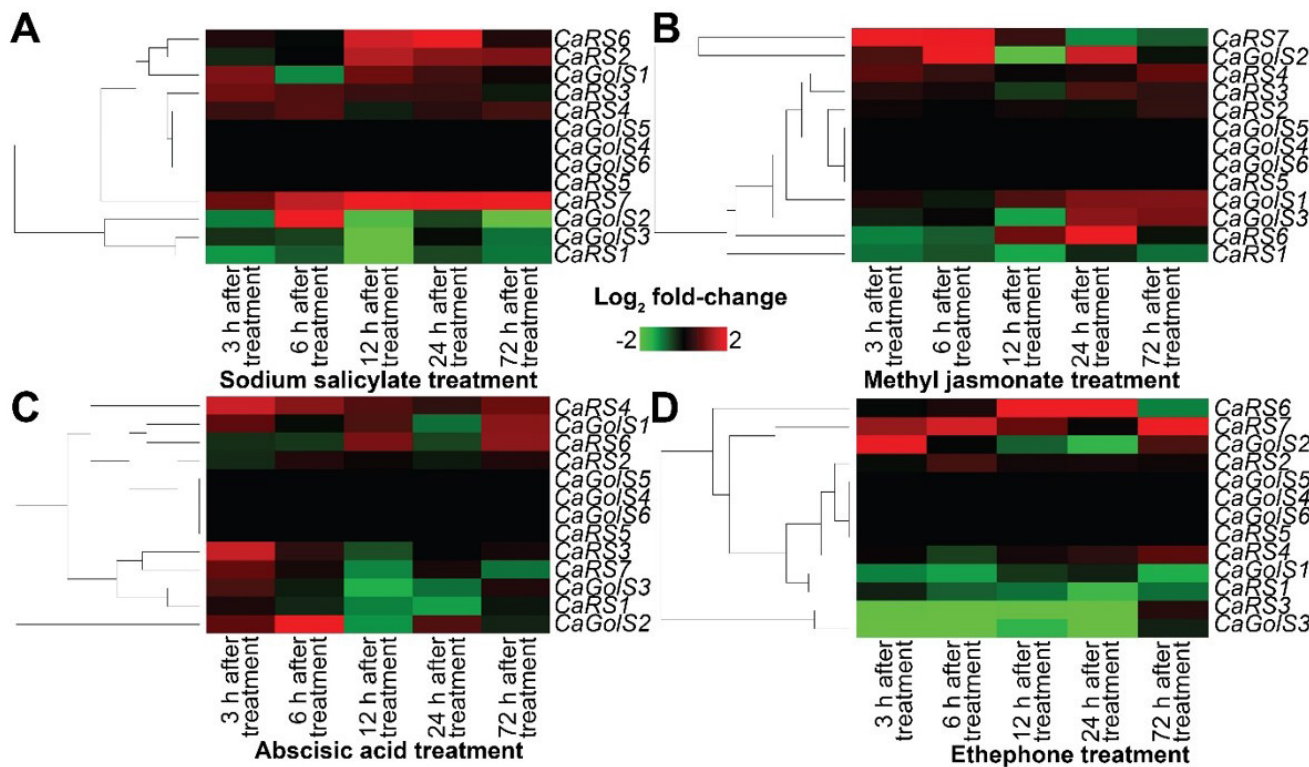 A
CaRS6
CaRS2
CaGolS1
CaRS3
CaRS4
CaGolS5
CaGolS4
CaGolS6
CaRS5
CaRS7
CaGolS2
CaGolS3
CaRS1
3 h after
treatment
6 h after
treatment
12 h after
treatment
24 h after
treatment
72 h after
treatment
Sodium salicylate treatment
B
CaRS7
CaGolS2
CaRS4
CaRS3
CaRS2
CaGolS5
CaGolS4
CaGolS6
CaRS5
CaGolS1
CaGolS3
CaRS6
CaRS1
3 h after
treatment
6 h after
treatment
12 h after
treatment
24 h after
treatment
72 h after
treatment
Methyl jasmonate treatment
Log2 fold-change
-2 2
C
CaRS4
CaGolS1
CaRS6
CaRS2
CaGolS5
CaGolS4
CaGolS6
CaRS5
CaRS3
CaRS7
CaGolS3
CaRS1
CaGolS2
3 h after
treatment
6 h after
treatment
12 h after
treatment
24 h after
treatment
72 h after
treatment
Abscisic acid treatment
D
CaRS6
CaRS7
CaGolS2
CaRS2
CaGolS5
CaGolS4
CaGolS6
CaRS5
CaRS4
CaGolS1
CaRS1
CaRS3
CaGolS3
3 h after
treatment
6 h after
treatment
12 h after
treatment
24 h after
treatment
72 h after
treatment
Ethephone treatment